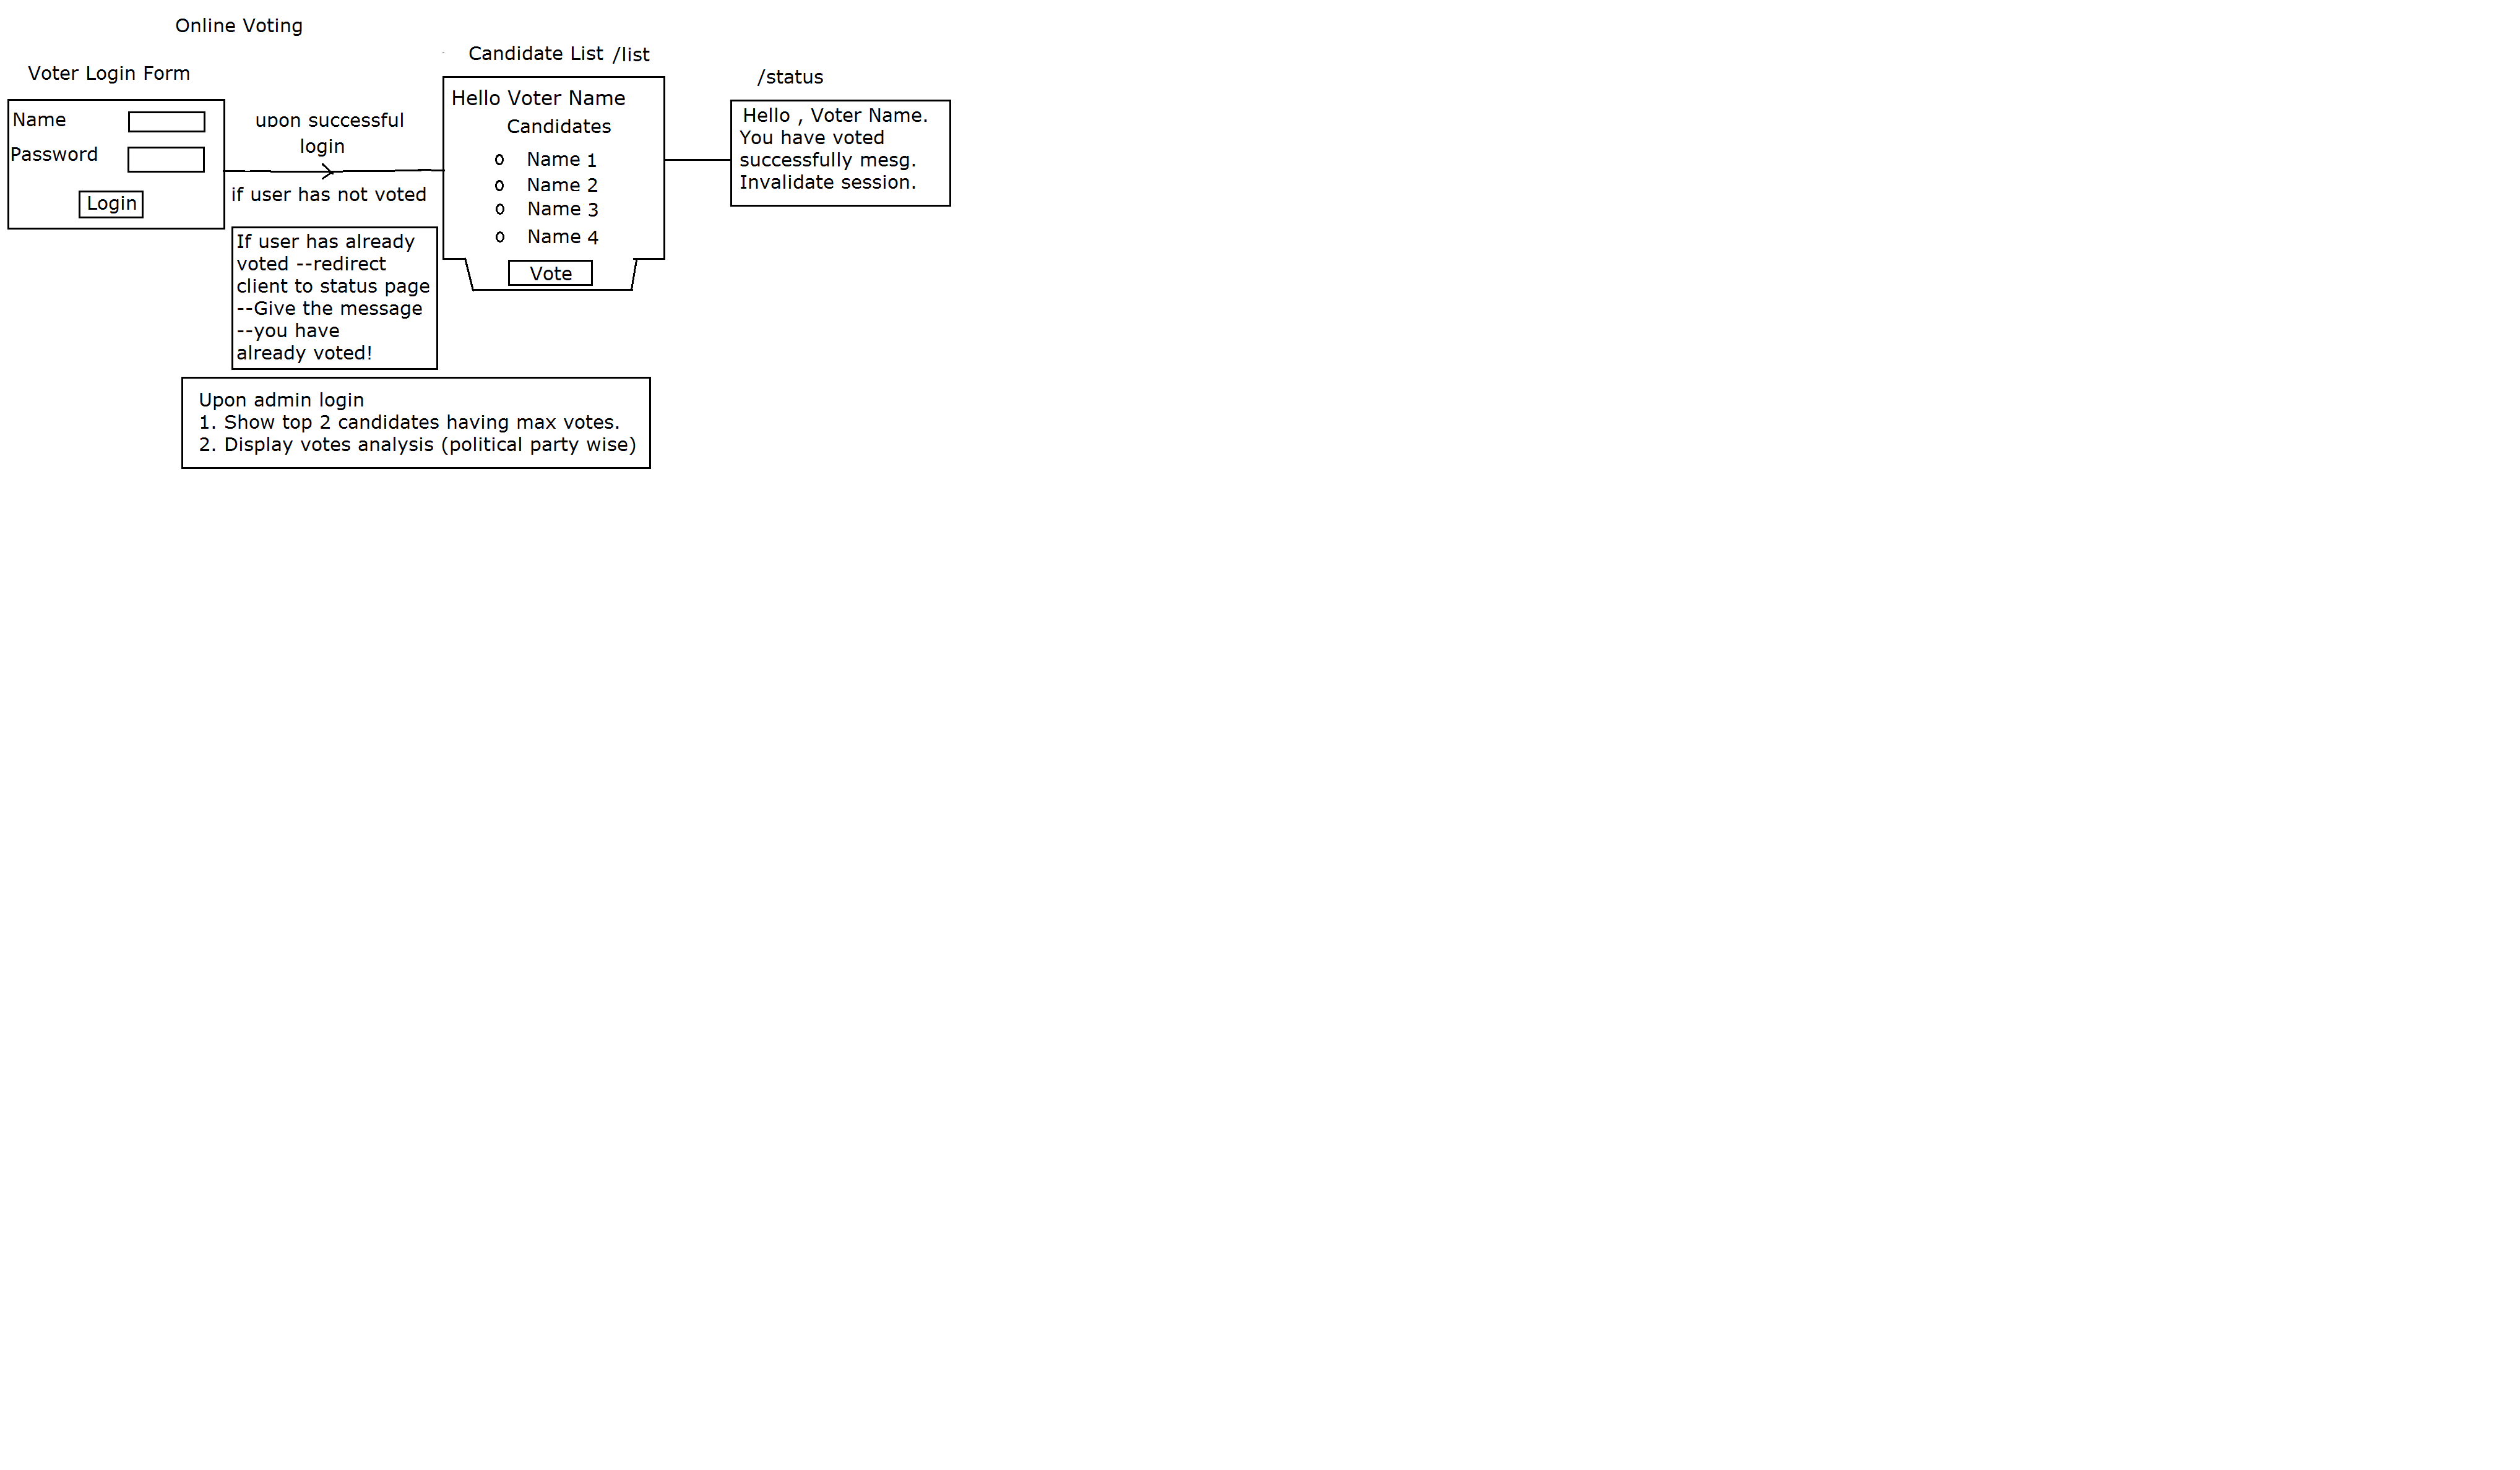 Online Voting
Voter Login Form
Name
Password
Login
upon successful
login
if user has not voted
If user has already
voted --redirect
client to status page
--Give the message
--you have
already voted!
Candidate List /list
Hello Voter Name
Candidates
Name 1
Name 2
Name 3
Name 4
Vote
/status
Hello , Voter Name.
You have voted
successfully mesg.
Invalidate session.
Upon admin login
1. Show top 2 candidates having max votes.
2. Display votes analysis (political party wise)